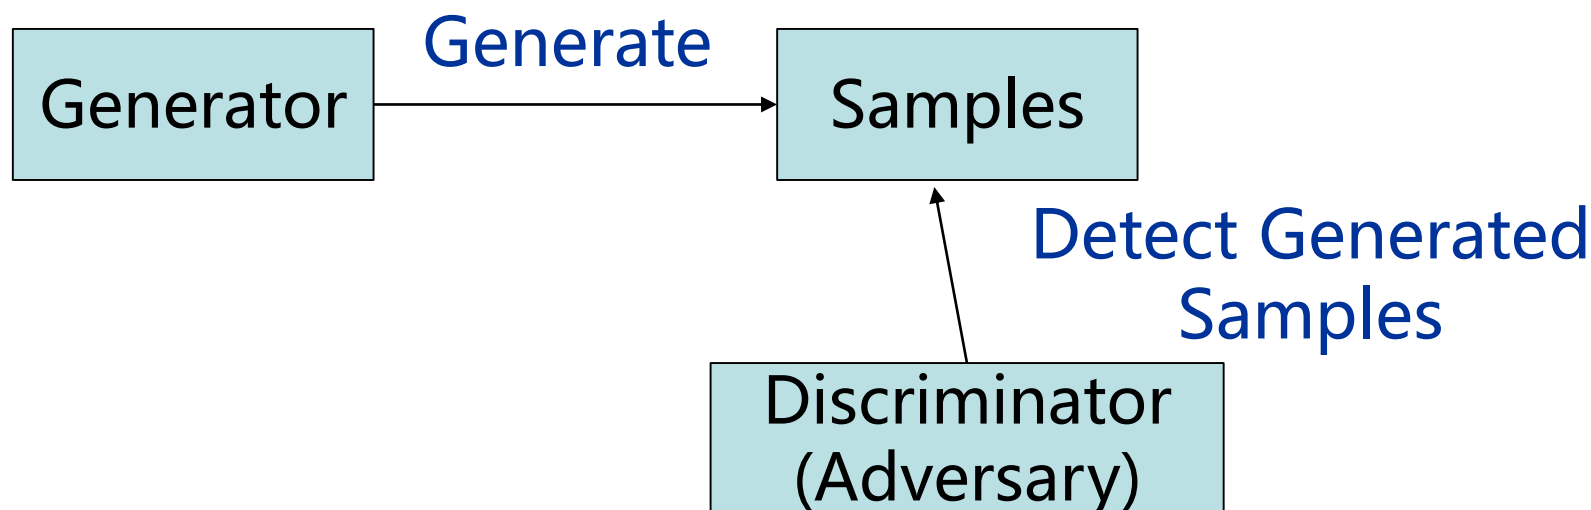 Generate
Generator
Samples
Detect Generated
Samples
Discriminator
(Adversary)